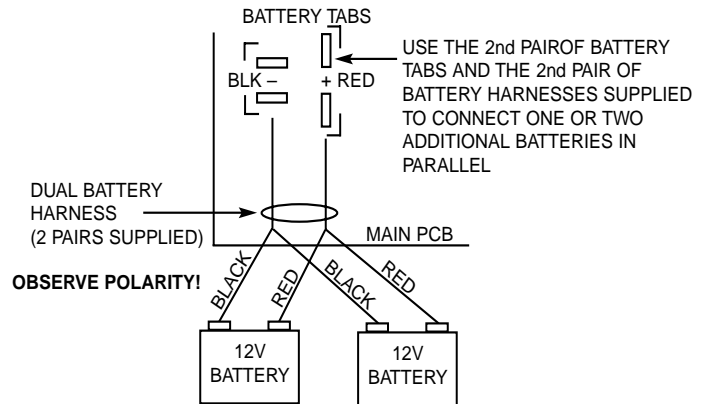 BATTERY TABS
BLK –
+ RED
USE THE 2nd PAIROF BATTERY
TABS AND THE 2nd PAIR OF
BATTERY HARNESSES SUPPLIED
TO CONNECT ONE OR TWO
ADDITIONAL BATTERIES IN
PARALLEL
DUAL BATTERY
HARNESS
(2 PAIRS SUPPLIED)
MAIN PCB
OBSERVE POLARITY!
BLACK
RED
BLACK
RED
12V
BATTERY
12V
BATTERY